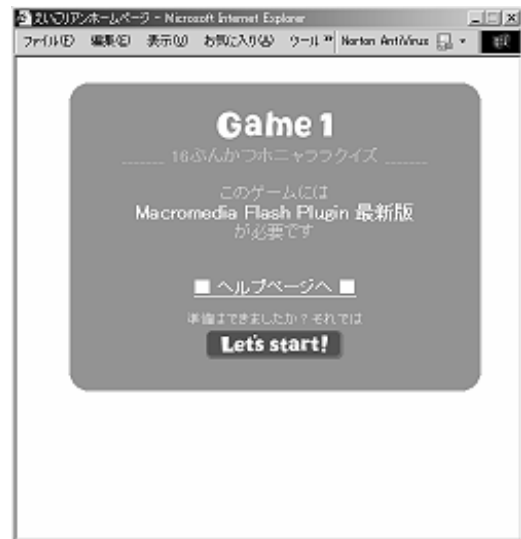 えいごリアンホームページ - Microsoft Internet Explorer
ファイル(F) 編集(E) 表示(V) お気に入り(A) ツール » Norton AntiVirus
Game 1
16ぶんかつホニャララクイズ
このゲームには
Macromedia Flash Plugin 最新版
が必要です
■ ヘルプページへ ■
準備はできましたか？それでは
Let's start!